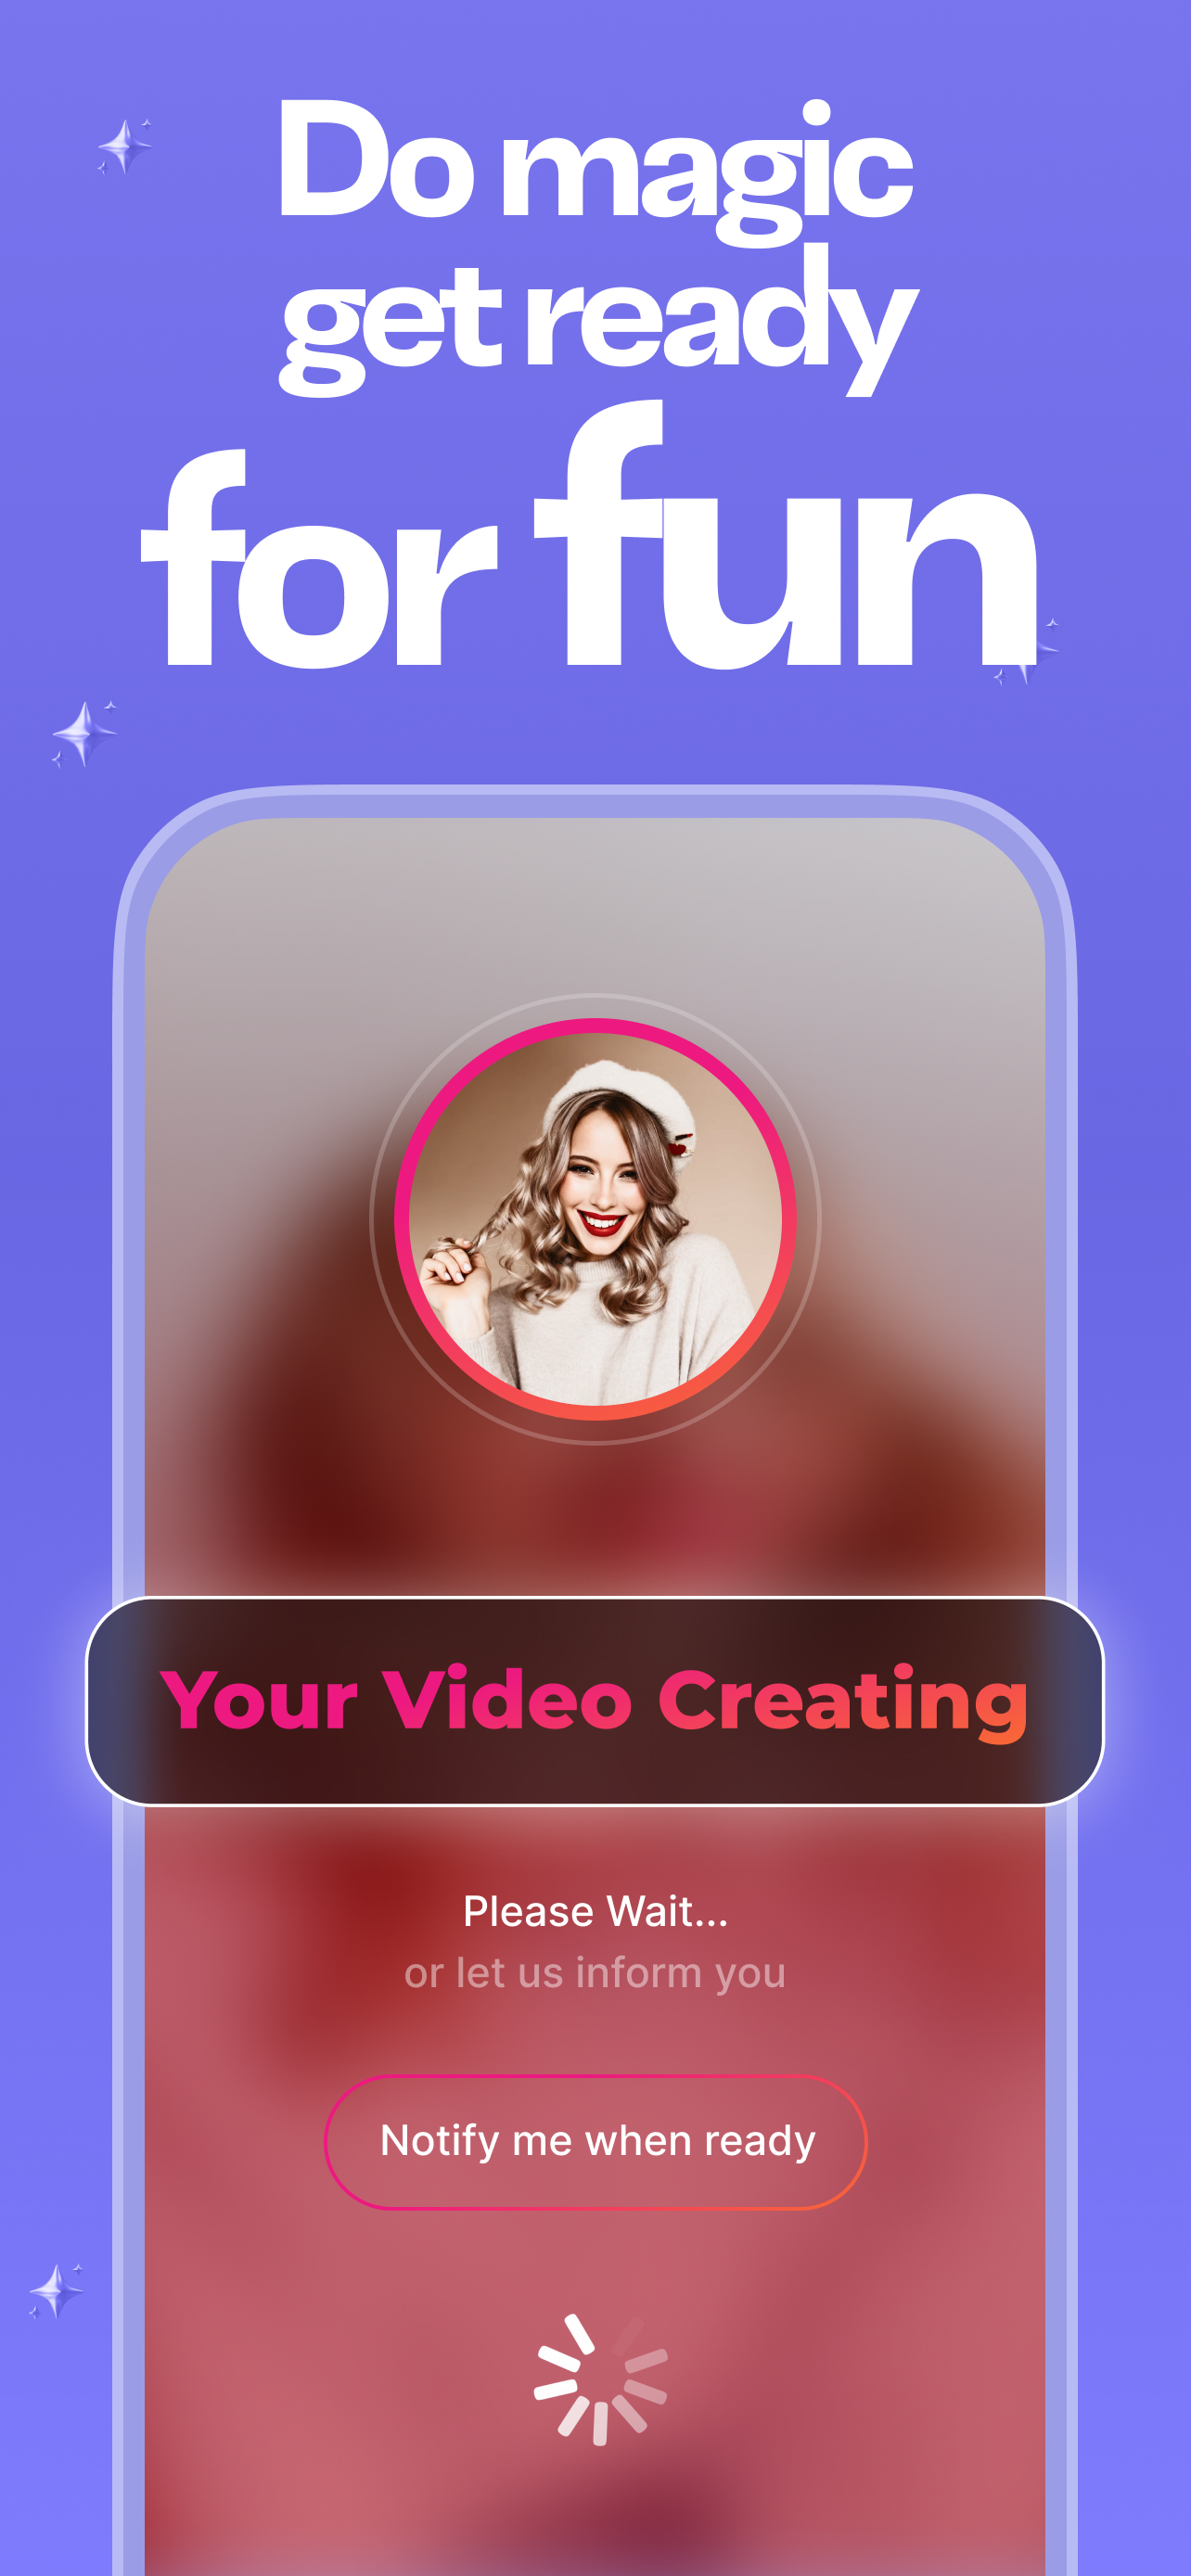 Do magic
get ready
for fun
Your Video Creating
Please Wait...
or let us inform you
Notify me when ready